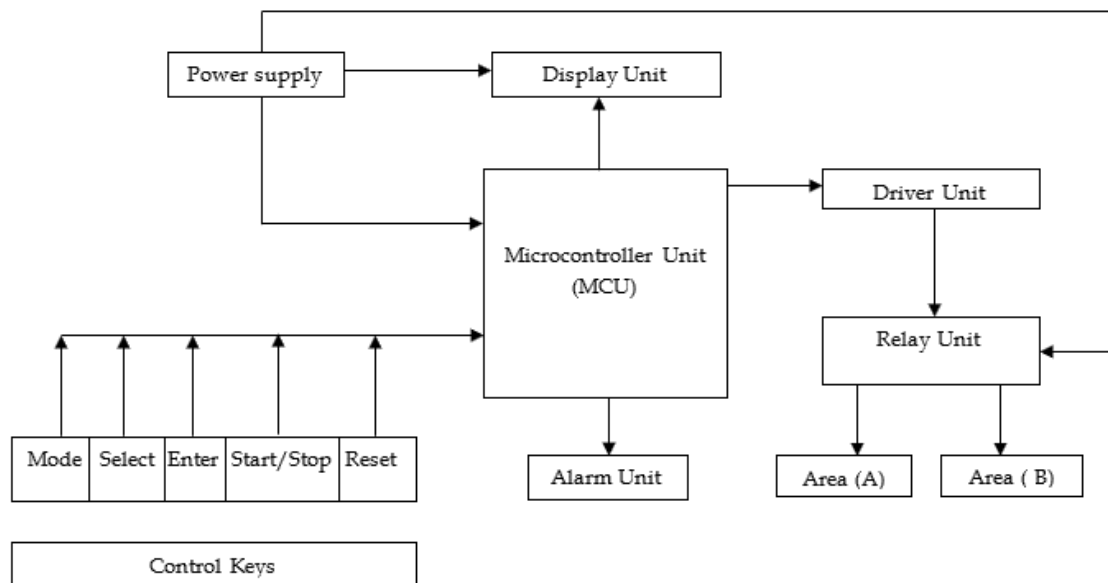 Power supply
Display Unit
Driver Unit
Microcontroller Unit
(MCU)
Relay Unit
Mode
Select
Enter
Start/Stop
Reset
Alarm Unit
Area (A)
Area ( B)
Control Keys